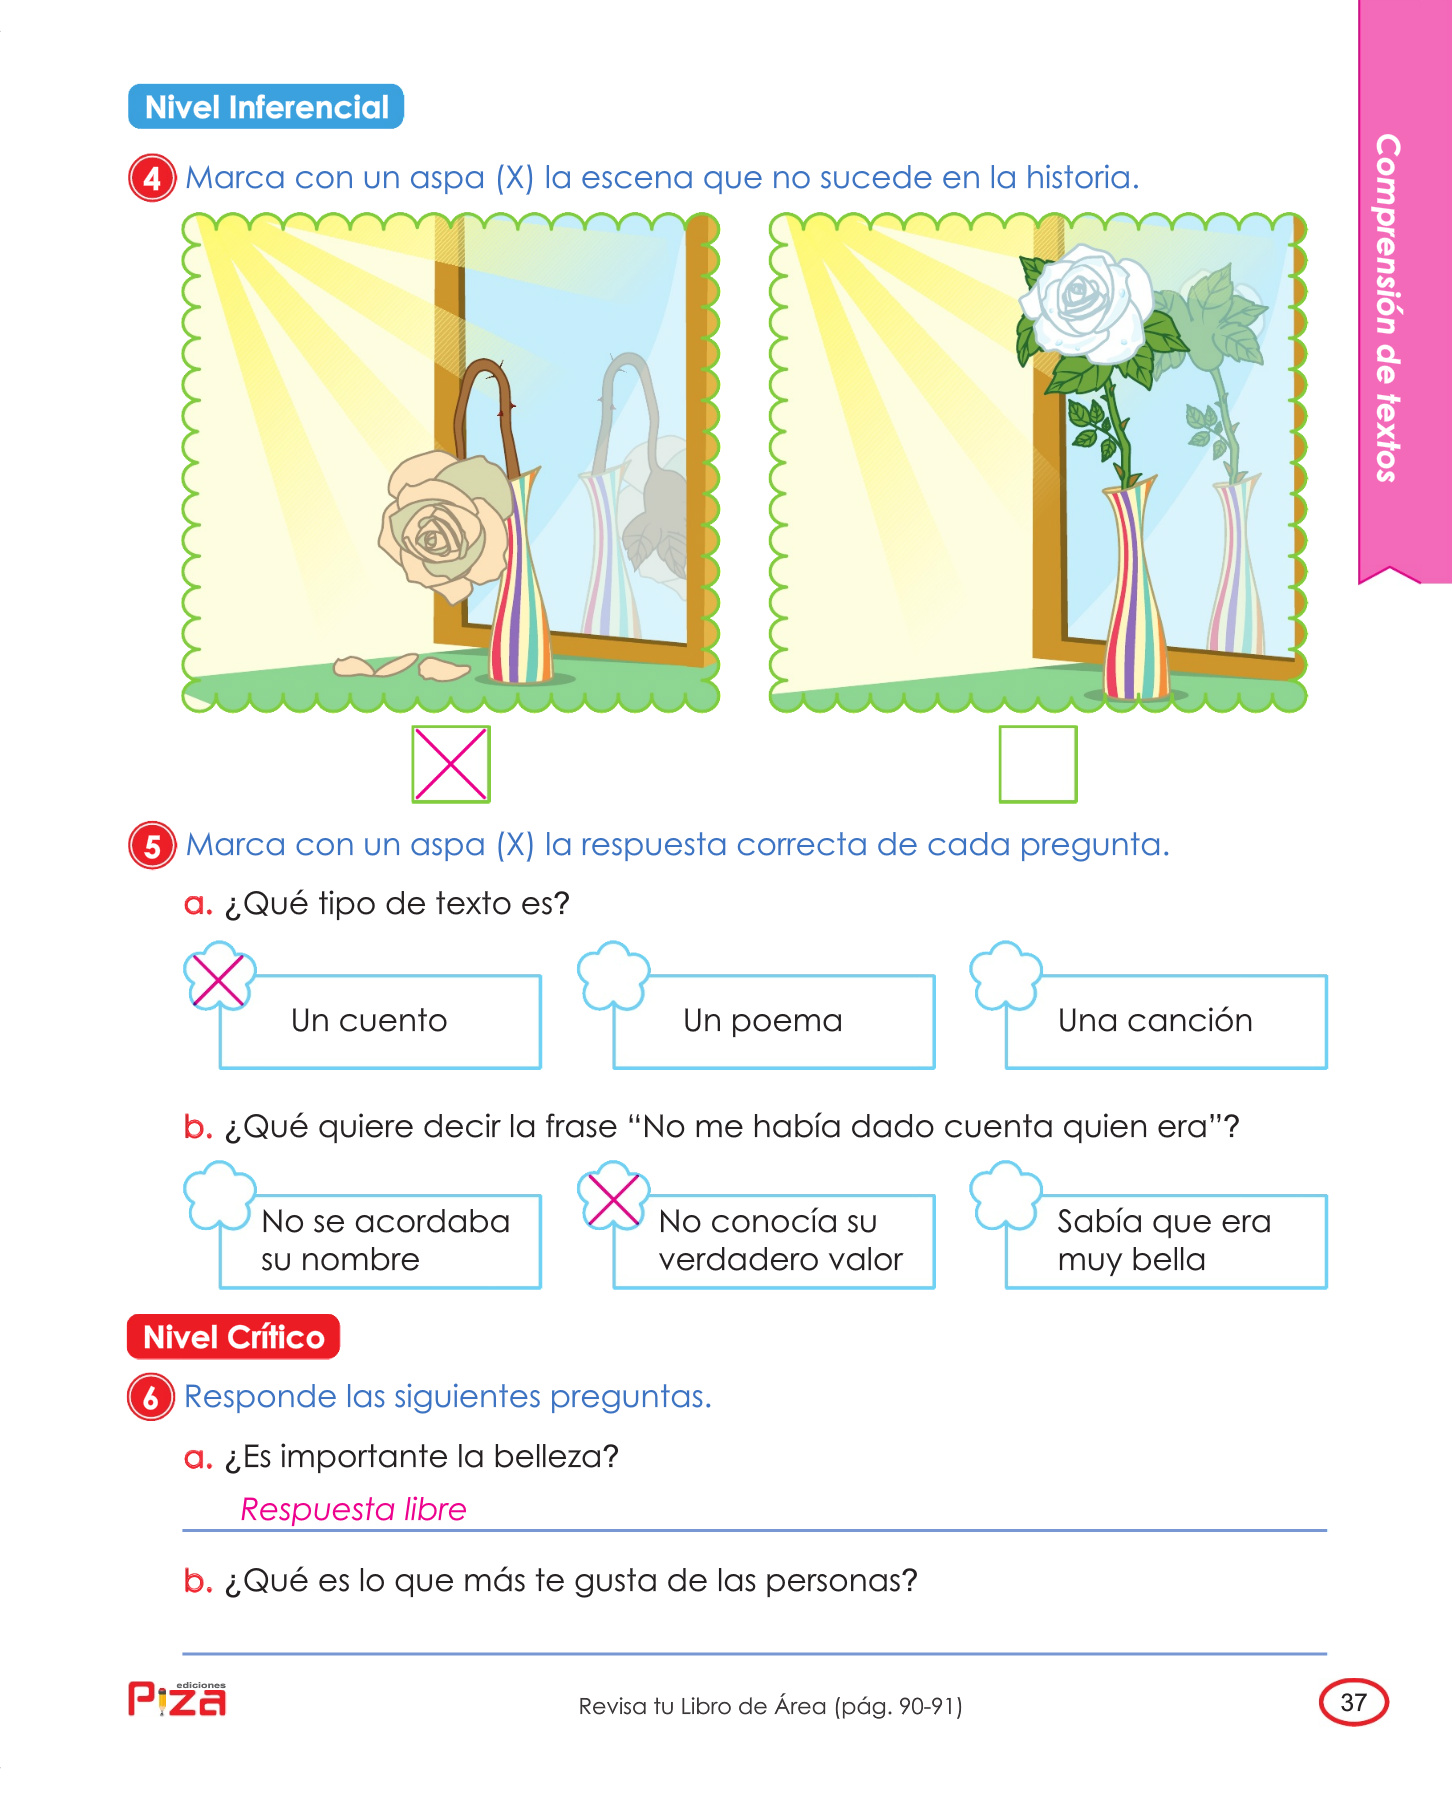 Nivel Inferencial
Comprensión de textos
4 Marca con un aspa (X) la escena que no sucede en la historia.
5 Marca con un aspa (X) la respuesta correcta de cada pregunta.
a. ¿Qué tipo de texto es?
Un cuento
Un poema
Una canción
b. ¿Qué quiere decir la frase “No me había dado cuenta quien era”?
No se acordaba
su nombre
No conocía su
verdadero valor
Sabía que era
muy bella
Nivel Crítico
6 Responde las siguientes preguntas.
a. ¿Es importante la belleza?
Respuesta libre
b. ¿Qué es lo que más te gusta de las personas?
ediciones
Piza
Revisa tu Libro de Área (pág. 90-91)
37